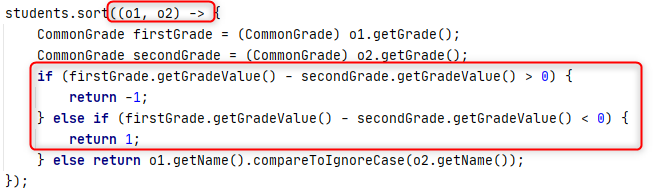 students.sort((o1, o2) -> {
    CommonGrade firstGrade = (CommonGrade) o1.getGrade();
    CommonGrade secondGrade = (CommonGrade) o2.getGrade();
    if (firstGrade.getGradeValue() - secondGrade.getGradeValue() > 0) {
        return -1;
    } else if (firstGrade.getGradeValue() - secondGrade.getGradeValue() < 0) {
        return 1;
    } else return o1.getName().compareToIgnoreCase(o2.getName());
});